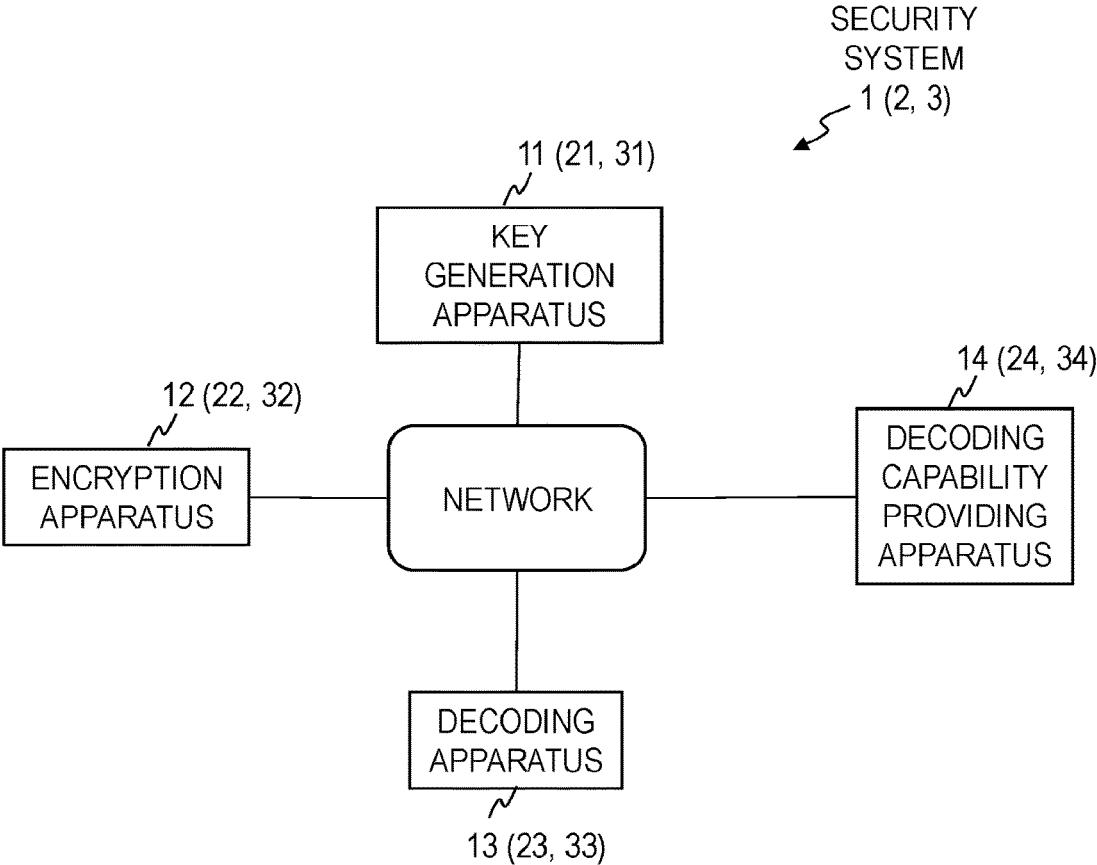 SECURITY
SYSTEM
1 (2, 3)
11 (21, 31)
KEY
GENERATION
APPARATUS
12 (22, 32)
ENCRYPTION
APPARATUS
NETWORK
14 (24, 34)
DECODING
CAPABILITY
PROVIDING
APPARATUS
DECODING
APPARATUS
13 (23, 33)